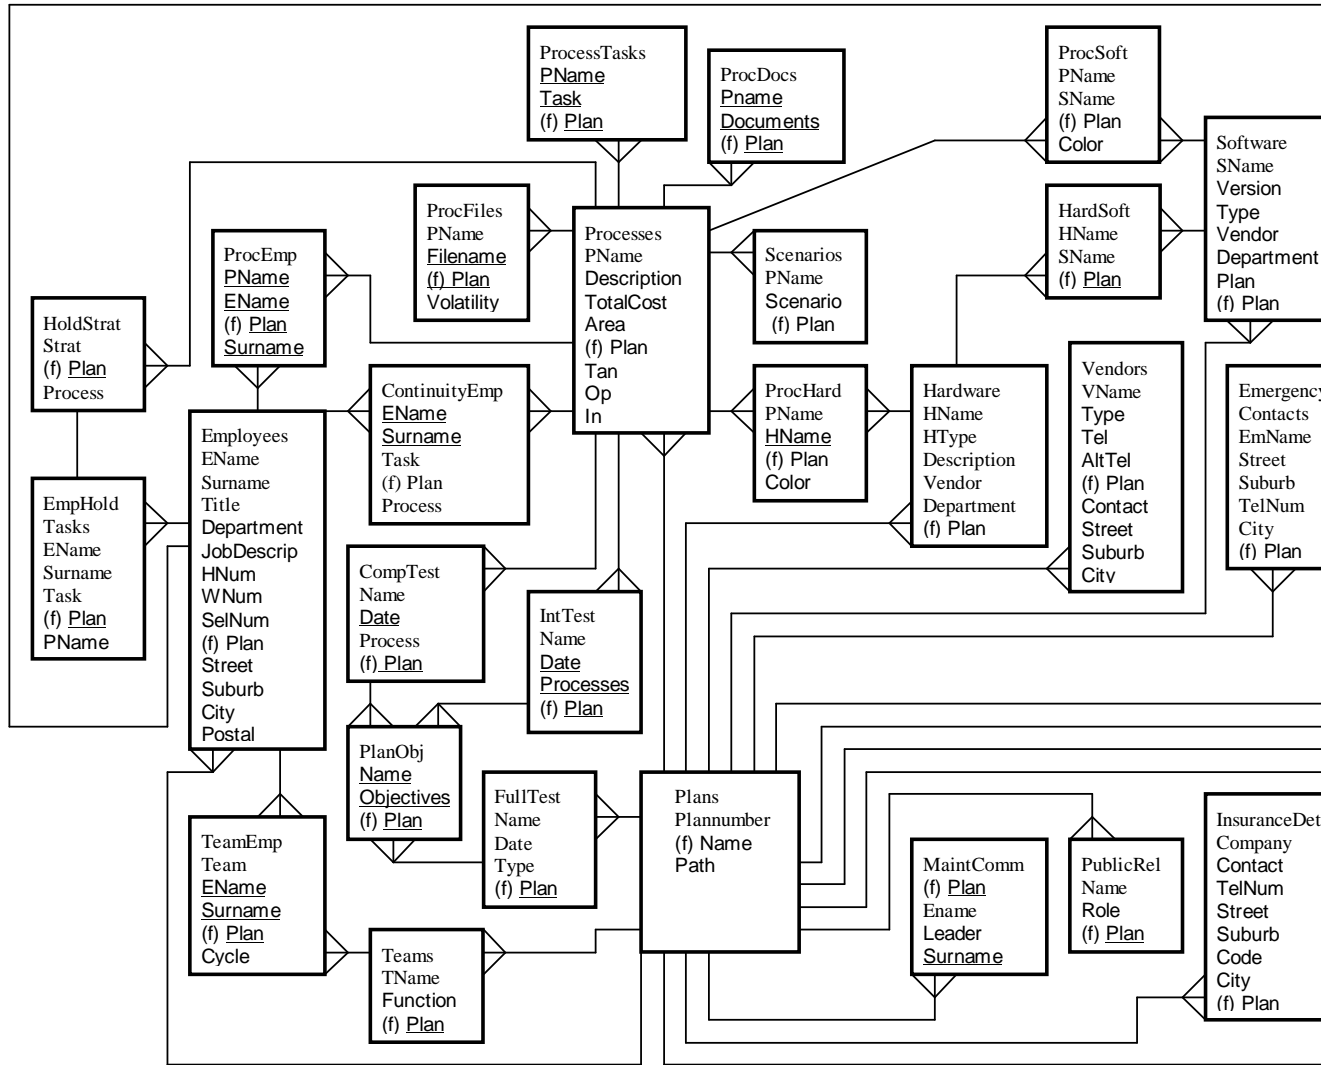 ProcessTasks
PName
Task
(f) Plan
ProcDocs
Pname
Documents
(f) Plan
ProcSoft
PName
SName
(f) Plan
Color
Software
SName
Version
Type
Vendor
Department
Plan
(f) Plan
ProcFiles
PName
Filename
(f) Plan
Volatility
Processes
PName
Description
TotalCost
Area
(f) Plan
Tan
Op
In
Scenarios
PName
Scenario
(f) Plan
HardSoft
HName
SName
(f) Plan
ProcEmp
PName
EName
(f) Plan
Surname
HoldStrat
Strat
(f) Plan
Process
ContinuityEmp
EName
Surname
Task
(f) Plan
Process
ProcHard
PName
HName
(f) Plan
Color
Hardware
HName
HType
Description
Vendor
Department
(f) Plan
Vendors
VName
Type
Tel
AltTel
(f) Plan
Contact
Street
Suburb
City
Emergency
Contacts
EmName
Street
Suburb
TelNum
City
(f) Plan
Employees
EName
Surname
Title
Department
JobDescrip
HNum
WNum
SelNum
(f) Plan
Street
Suburb
City
Postal
EmpHold
Tasks
EName
Surname
Task
(f) Plan
PName
CompTest
Name
Date
Process
(f) Plan
IntTest
Name
Date
Processes
(f) Plan
PlanObj
Name
Objectives
(f) Plan
FullTest
Name
Date
Type
(f) Plan
Plans
Plannumber
(f) Name
Path
TeamEmp
Team
EName
Surname
(f) Plan
Cycle
Teams
TName
Function
(f) Plan
MaintComm
(f) Plan
Ename
Leader
Surname
PublicRel
Name
Role
(f) Plan
InsuranceDet
Company
Contact
TelNum
Street
Suburb
Code
City
(f) Plan